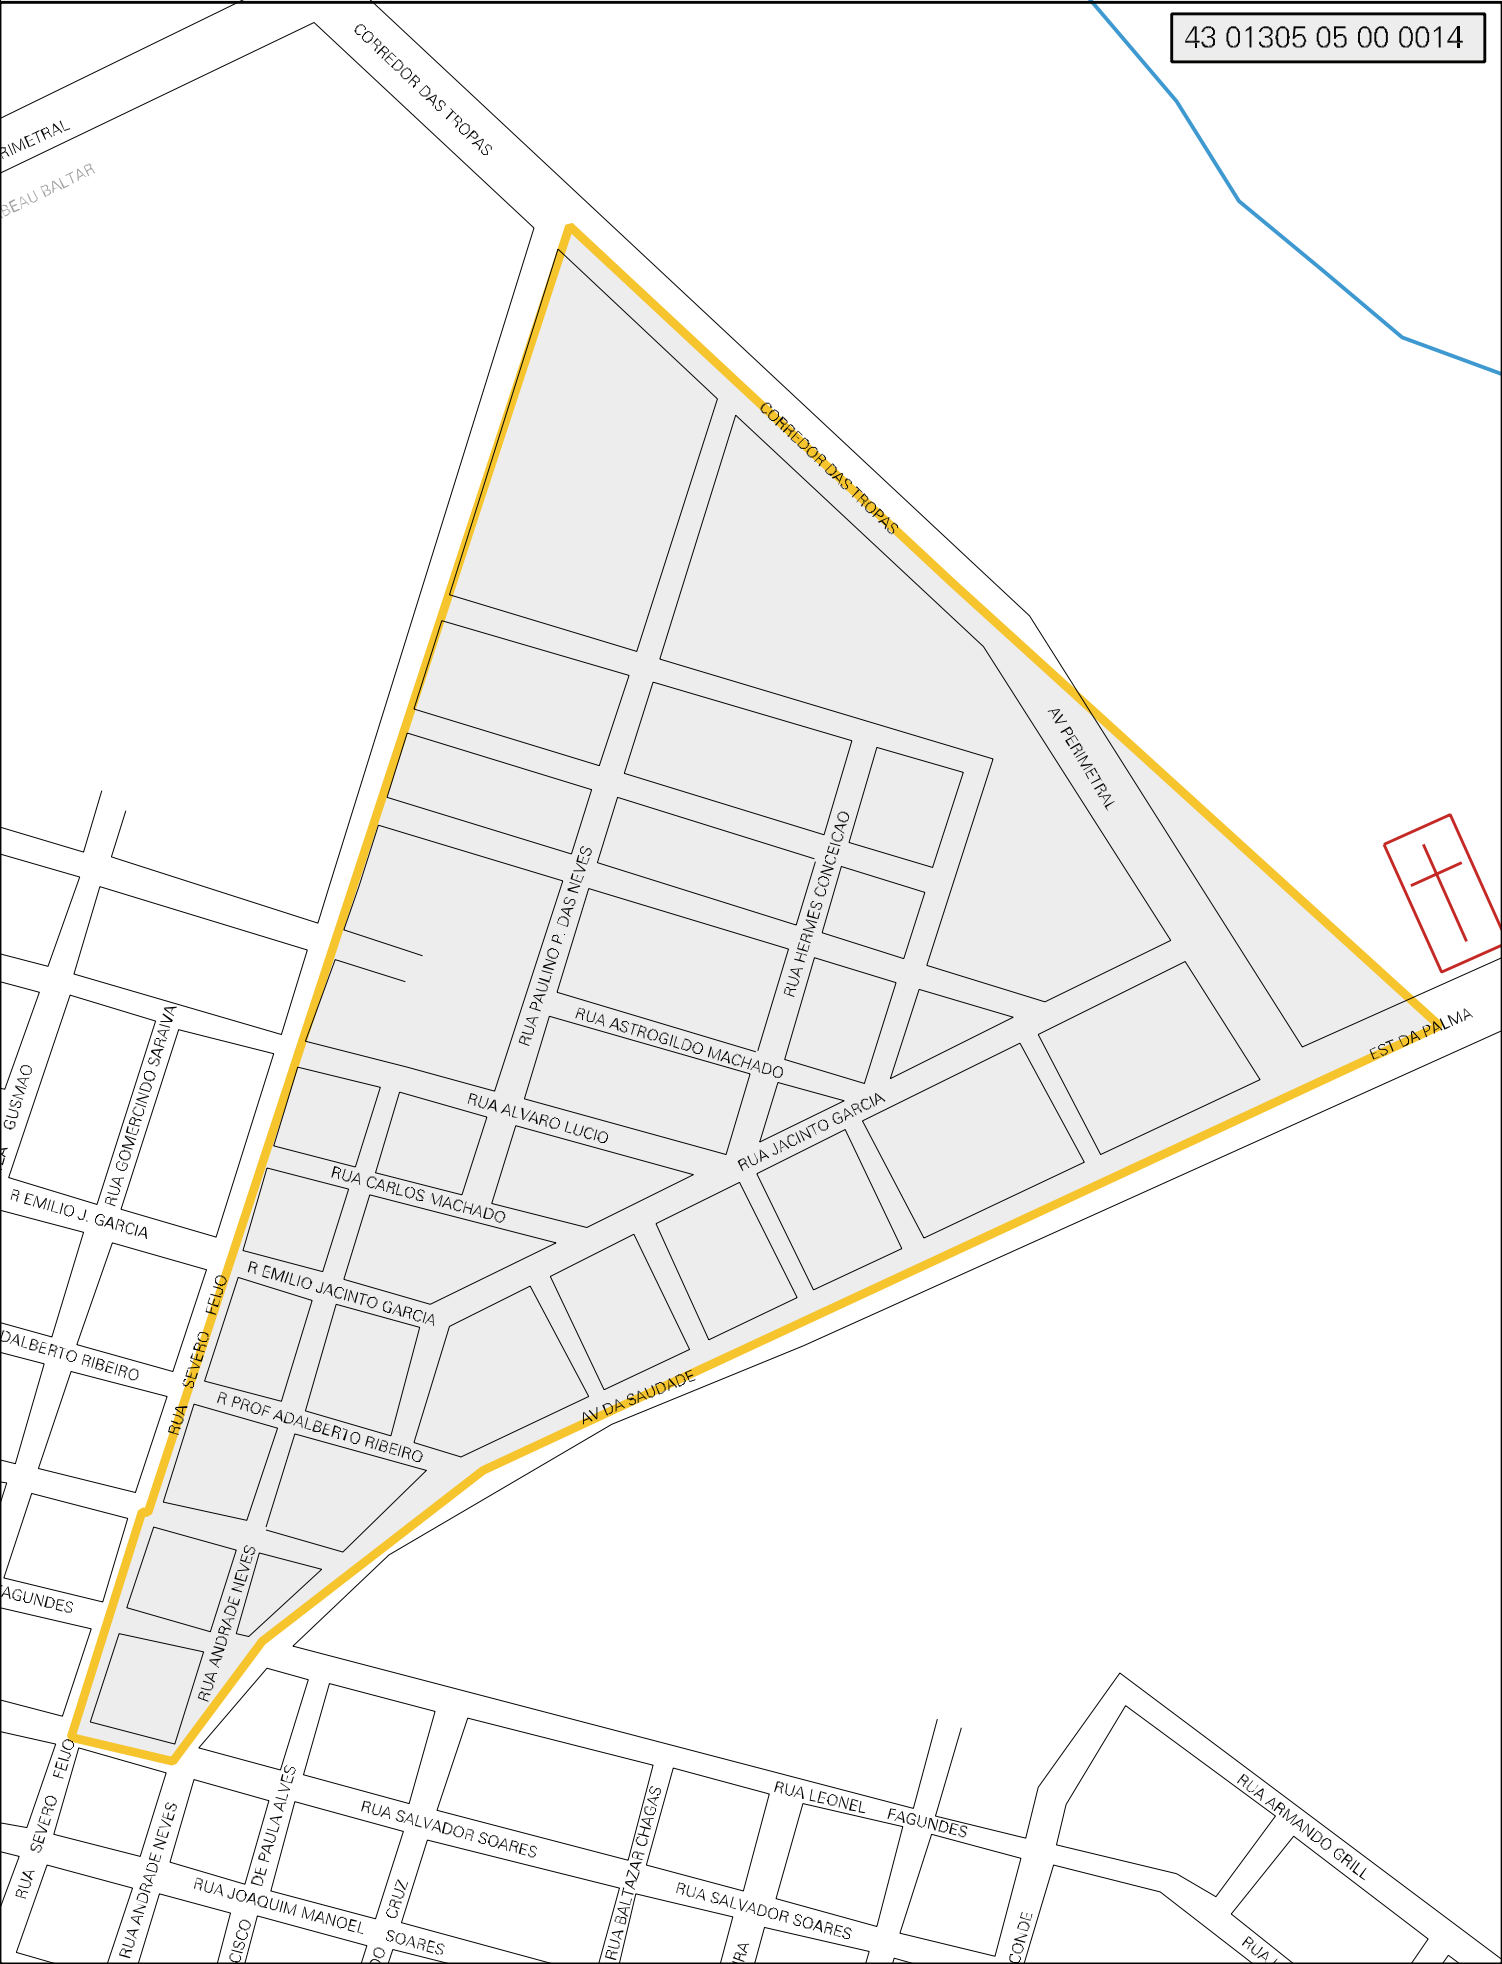 43 01305 05 00 0014
CORREDOR DAS TROPAS
RIMETRAL
BEAU BALTAR
CORREDOR DAS TROPAS
AV PERIMETRAL
RUA HERMES CONCEICAO
RUA PAULINO P. DAS NEVES
EST DA PALMA
RUA ASTROGILDO MACHADO
RUA GOMERCINDO SARAIVA
GUSMAO
RUA ALVARO LUCIO
RUA JACINTO GARCIA
RUA CARLOS MACHADO
R EMILIO J. GARCIA
R EMILIO JACINTO GARCIA
RUA SEVERO FEIJO
DALBERTO RIBEIRO
AV DA SAUDADE
R PROF ADALBERTO RIBEIRO
RUA ANDRADE NEVES
AGUNDES
RUA SEVERO FEIJO
RUA ANDRADE NEVES
DE PAULA ALVES
CISCO
RUA SALVADOR SOARES
RUA BALTAZAR CHAGAS
RUA LEONEL FAGUNDES
RUA ARMANDO GRILL
RUA JOAQUIM MANOEL SOARES
CRUZ
DO
RUA SALVADOR SOARES
RA
CONDE
RUA